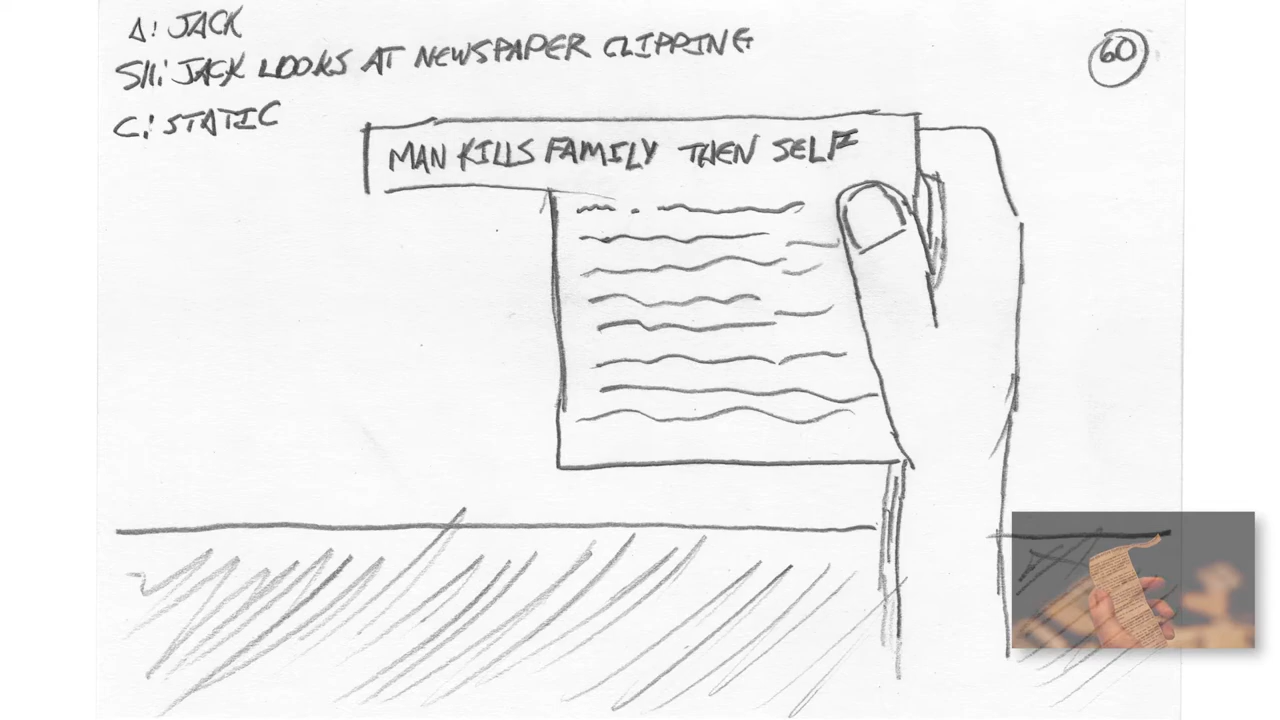 A: JACK
SH: JACK LOOKS AT NEWSPAPER CLIPPING
60
C: STATIC
MAN KILLS FAMILY THEN SELF